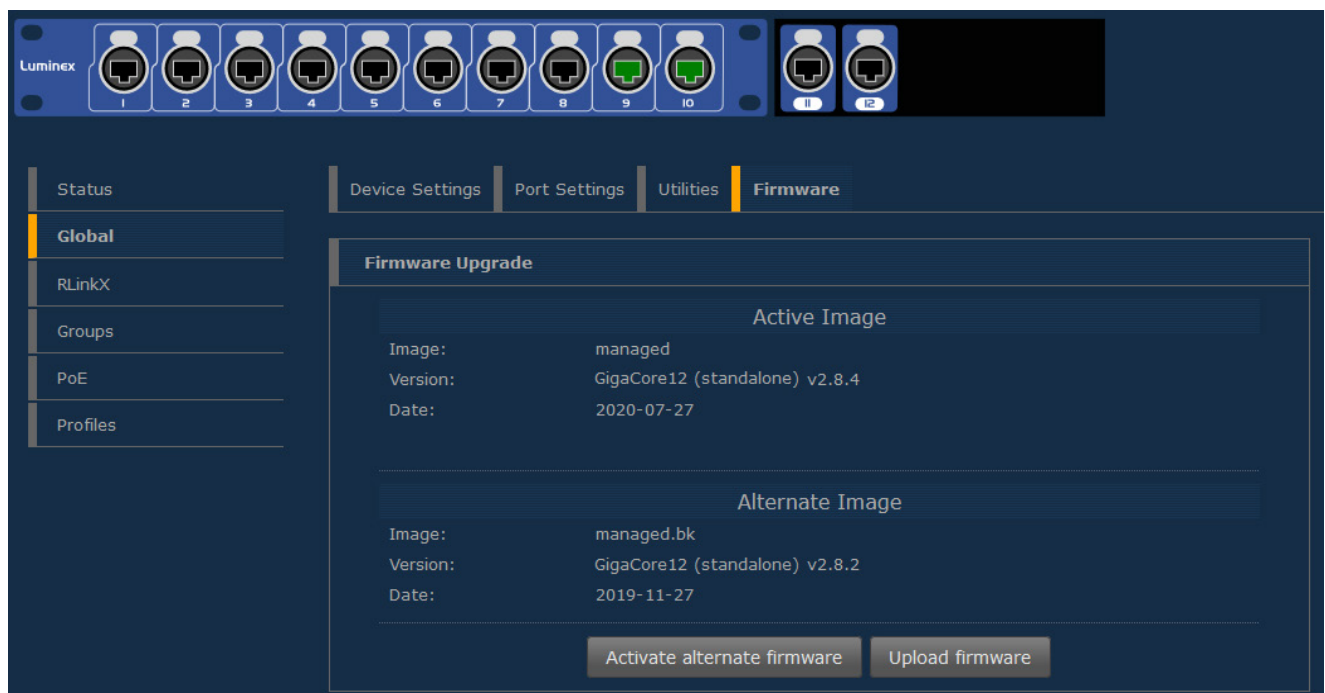 Luminex
1 2 3 4 5 6 7 8 9 10 11 12
Status
Global
RLinkX
Groups
PoE
Profiles
Device Settings Port Settings Utilities Firmware
Firmware Upgrade
Active Image
Image: managed
Version: GigaCore12 (standalone) v2.8.4
Date: 2020-07-27
Alternate Image
Image: managed.bk
Version: GigaCore12 (standalone) v2.8.2
Date: 2019-11-27
Activate alternate firmware Upload firmware